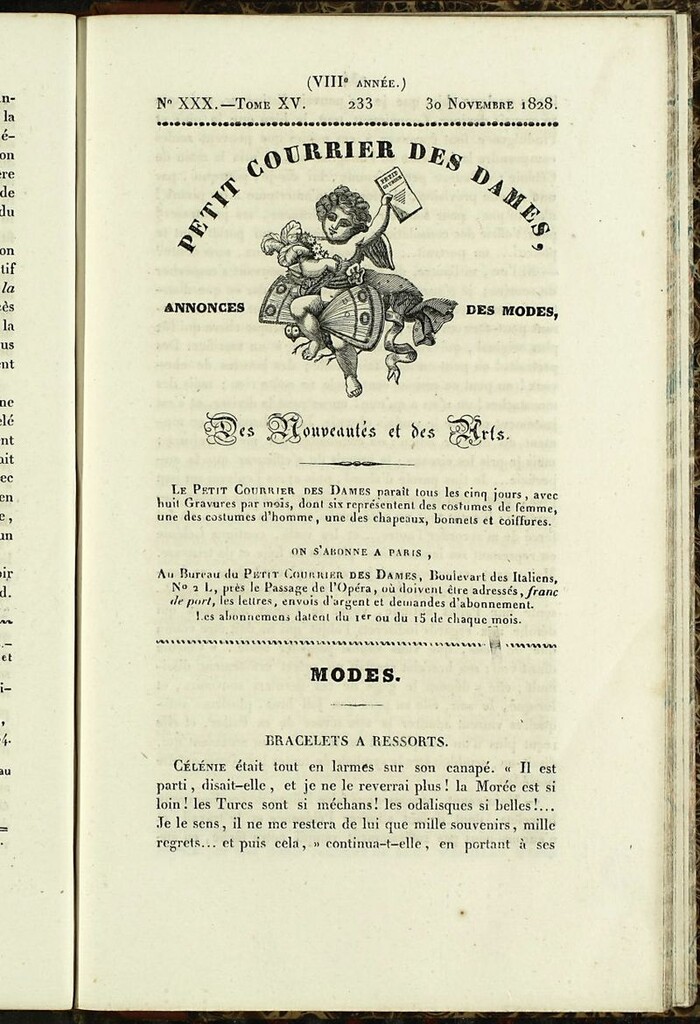 (VIIIe ANNÉE.)
No XXX.—TOME XV. 233 30 NOVEMBRE 1828.
PETIT COURRIER DES DAMES,
PETIT
ANNONCES DES MODES,
Des Nouveautés et des Arts.
LE PETIT COURRIER DES DAMES paraît tous les cinq jours, avec
huit Gravures par mois, dont six représentent des costumes de femme,
une des costumes d'homme, une des chapeaux, bonnets et coiffures.
ON S'ABONNE A PARIS,
Au Bureau du PETIT COURRIER DES DAMES, Boulevart des Italiens,
No 2 L, près le Passage de l'Opéra, où doivent être adressés, franc
de port, les lettres, envois d'argent et demandes d'abonnement.
Les abonnemens datent du 1er ou du 15 de chaque mois.
MODES.
BRACELETS A RESSORTS.
CÉLÉNIE était tout en larmes sur son canapé. « Il est
parti, disait-elle, et je ne le reverrai plus! la Morée est si
loin! les Turcs sont si méchans! les odalisques si belles!...
Je le sens, il ne me restera de lui que mille souvenirs, mille
regrets... et puis cela, » continua-t-elle, en portant à ses